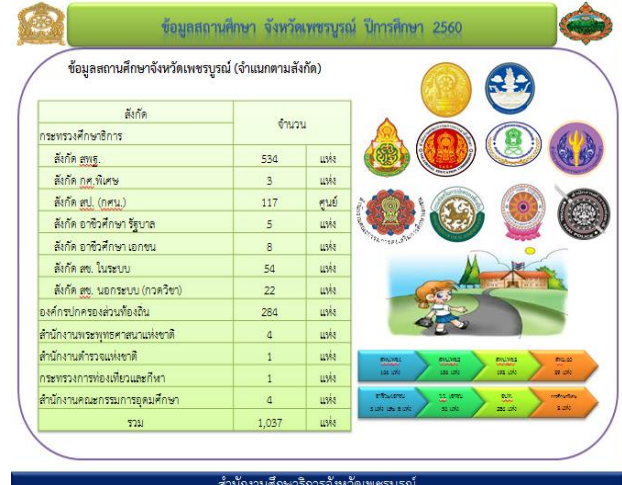 ข้อมูลสถานศึกษา จังหวัดเพชรบูรณ์ ปีการศึกษา 2560
ข้อมูลสถานศึกษาจังหวัดเพชรบูรณ์ (จำแนกตามสังกัด)
สังกัด จำนวน
กระทรวงศึกษาธิการ
สังกัด สพฐ. 534 แห่ง
สังกัด กศ.พิเศษ 3 แห่ง
สังกัด สป. (กศน.) 117 ศูนย์
สังกัด อาชีวศึกษา รัฐบาล 5 แห่ง
สังกัด อาชีวศึกษา เอกชน 8 แห่ง
สังกัด สช. ในระบบ 54 แห่ง
สังกัด สช. นอกระบบ (กวดวิชา) 22 แห่ง
องค์กรปกครองส่วนท้องถิ่น 284 แห่ง
สำนักงานพระพุทธศาสนาแห่งชาติ 4 แห่ง
สำนักงานตำรวจแห่งชาติ 1 แห่ง
กระทรวงการท่องเที่ยวและกีฬา 1 แห่ง
สำนักงานคณะกรรมการอุดมศึกษา 4 แห่ง
รวม 1,037 แห่ง
สำนักงานศึกษาธิการจังหวัดเพชรบูรณ์